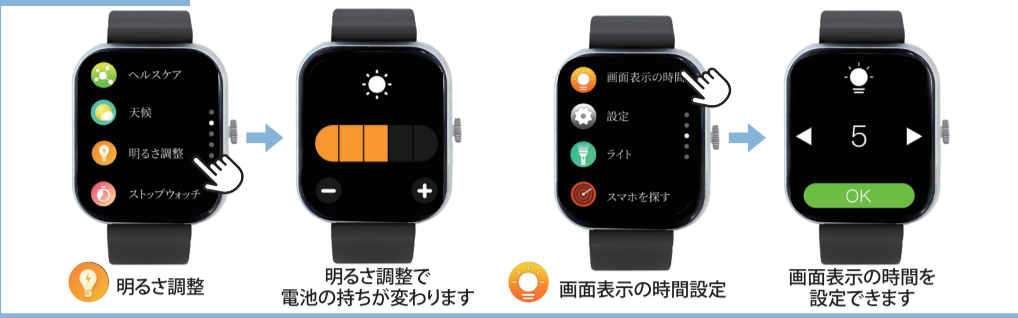 ヘルスケア
天候
明るさ調整
ストップウォッチ
明るさ調整
明るさ調整で
電池の持ちが変わります
画面表示の時間
設定
ライト
スマホを探す
画面表示の時間設定
5
OK
画面表示の時間を
設定できます